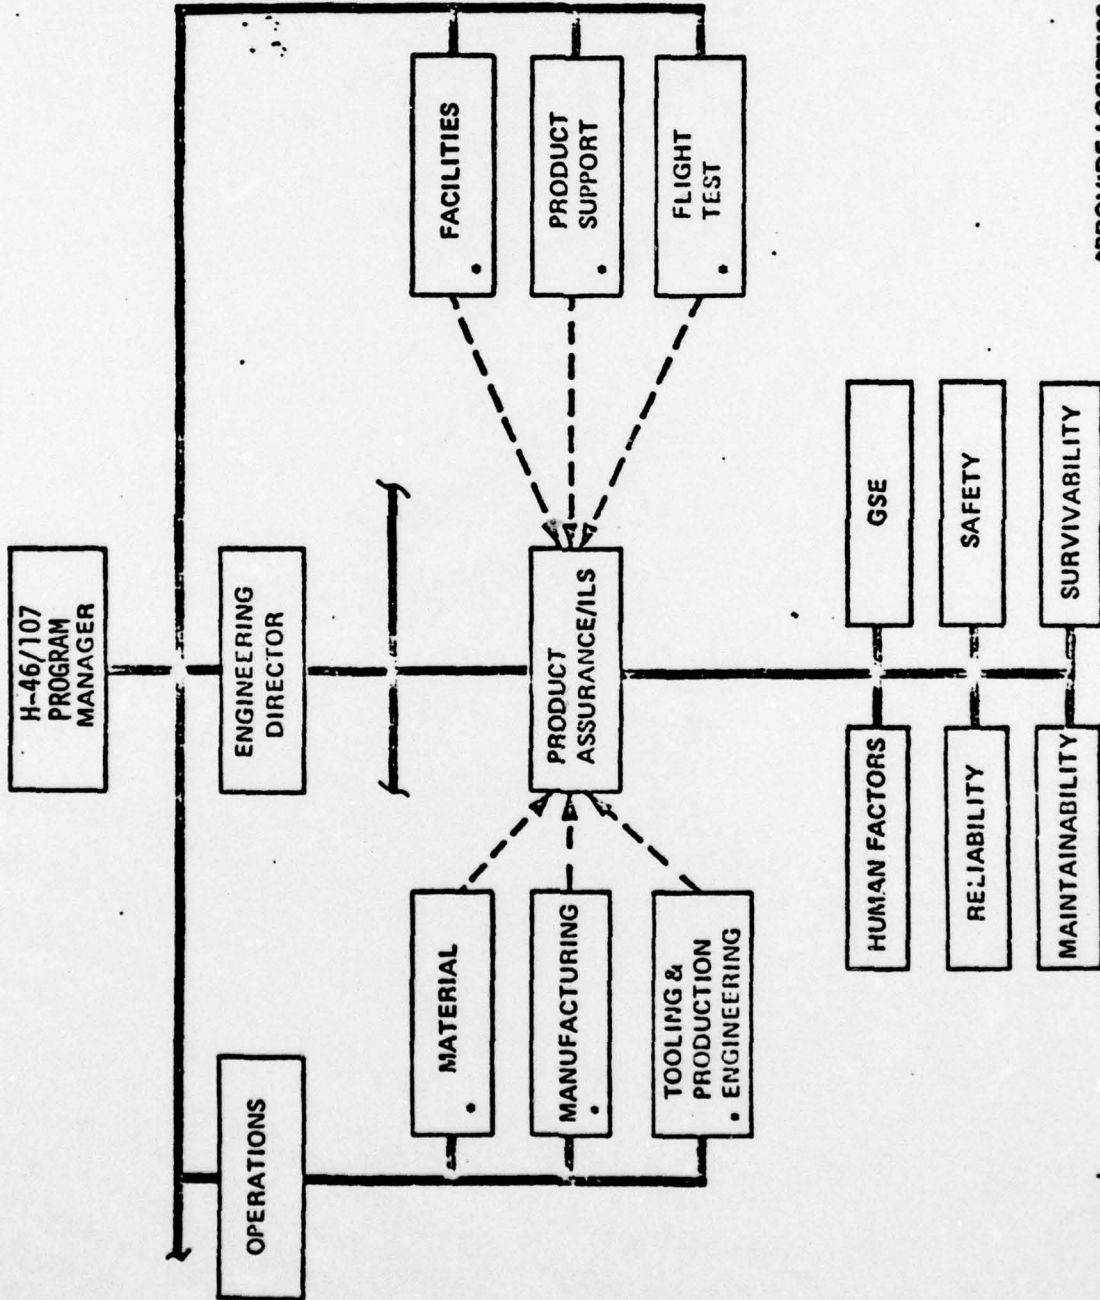 H-46/107
PROGRAM
MANAGER
OPERATIONS
ENGINEERING
DIRECTOR
MATERIAL
*
FACILITIES
*
MANUFACTURING
*
PRODUCT
ASSURANCE/ILS
PRODUCT
SUPPORT
*
TOOLING &
PRODUCTION
* ENGINEERING
FLIGHT
TEST
*
HUMAN FACTORS
GSE
RELIABILITY
SAFETY
MAINTAINABILITY
SURVIVABILITY